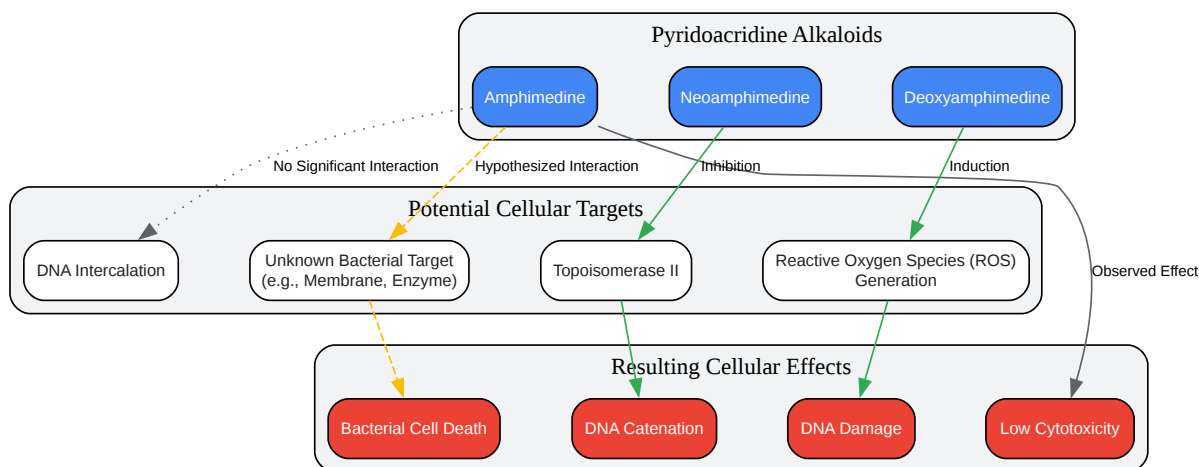 Pyridoacridine Alkaloids
Amphimedine
Neoamphimedine
Deoxyamphimedine
No Significant Interaction
Hypothesized Interaction
Inhibition
Induction
Potential Cellular Targets
DNA Intercalation
Unknown Bacterial Target
(e.g., Membrane, Enzyme)
Topoisomerase II
Reactive Oxygen Species (ROS)
Generation
Observed Effect
Resulting Cellular Effects
Bacterial Cell Death
DNA Catenation
DNA Damage
Low Cytotoxicity